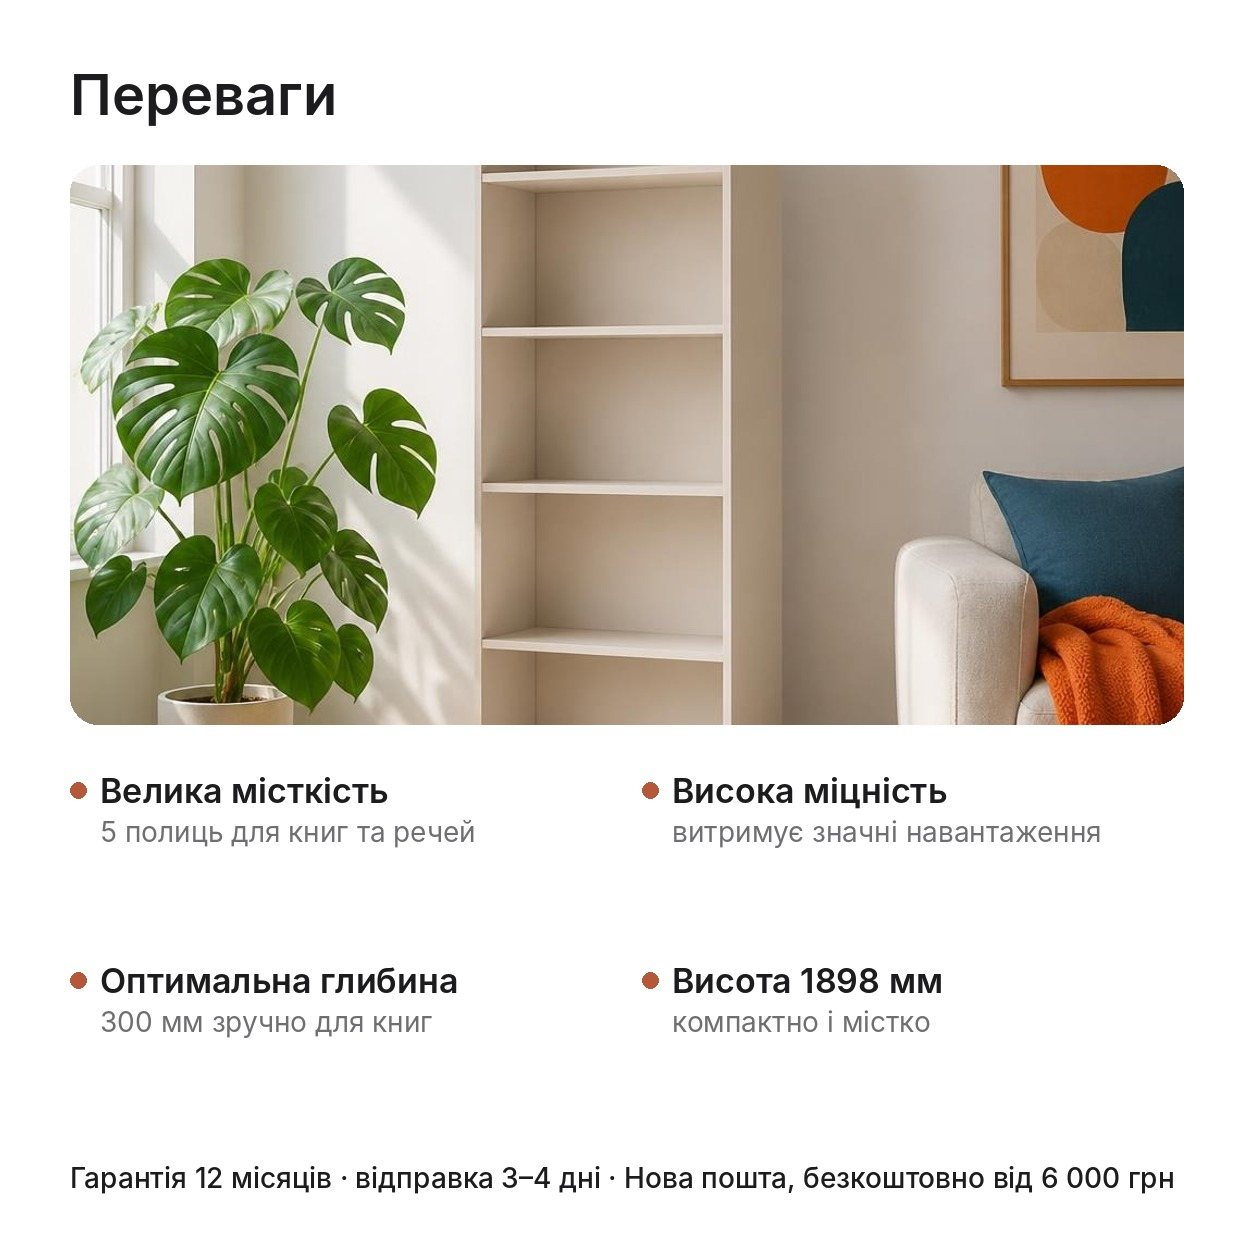 Переваги
Велика місткість
5 полиць для книг та речей
Висока міцність
витримує значні навантаження
Оптимальна глибина
300 мм зручно для книг
Висота 1898 мм
компактно і містко
Гарантія 12 місяців · відправка 3–4 дні · Нова пошта, безкоштовно від 6 000 грн